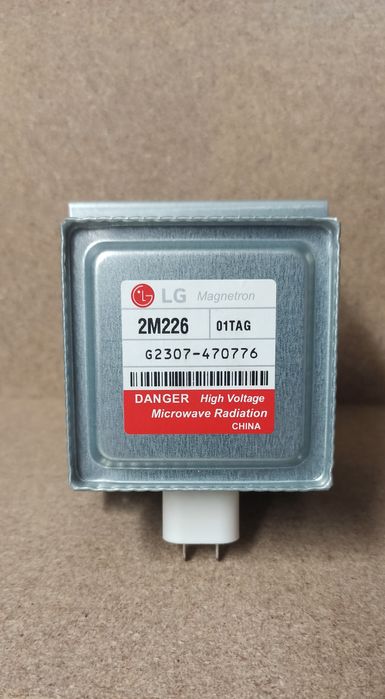 LG Magnetron
2M226 01TAG
G2307-470776
DANGER High Voltage
Microwave Radiation
CHINA